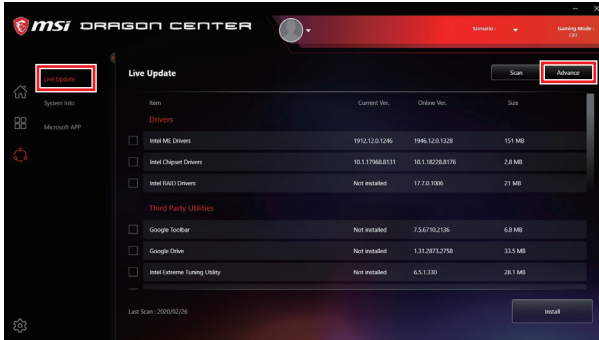 msi DRAGON CENTER
Scenario :
Gaming Mode :
OFF
Live Update
System Info
Microsoft APP
Live Update
Scan
Advance
Item Current Ver. Online Ver. Size
Drivers
Intel ME Drivers 1912.12.0.1246 1946.12.0.1328 151 MB
Intel Chipset Drivers 10.1.17968.8131 10.1.18228.8176 2.8 MB
Intel RAID Drivers Not installed 17.7.0.1006 21 MB
Third Party Utilities
Google Toolbar Not installed 7.5.6710.2136 6.8 MB
Google Drive Not installed 1.31.2873.2758 33.5 MB
Intel Extreme Tuning Utility Not installed 6.5.1.330 28.1 MB
Last Scan : 2020/02/26
Install